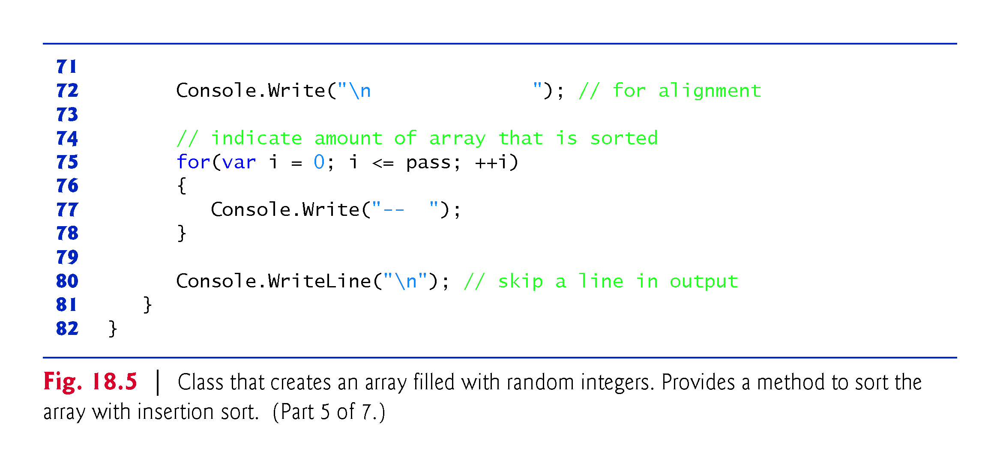 71
72 Console.Write("\n              "); // for alignment
73
74 // indicate amount of array that is sorted
75 for(var i = 0; i <= pass; ++i)
76 {
77    Console.Write("--  ");
78 }
79
80 Console.WriteLine("\n"); // skip a line in output
81 }
82 }
Fig. 18.5 | Class that creates an array filled with random integers. Provides a method to sort the
array with insertion sort. (Part 5 of 7.)